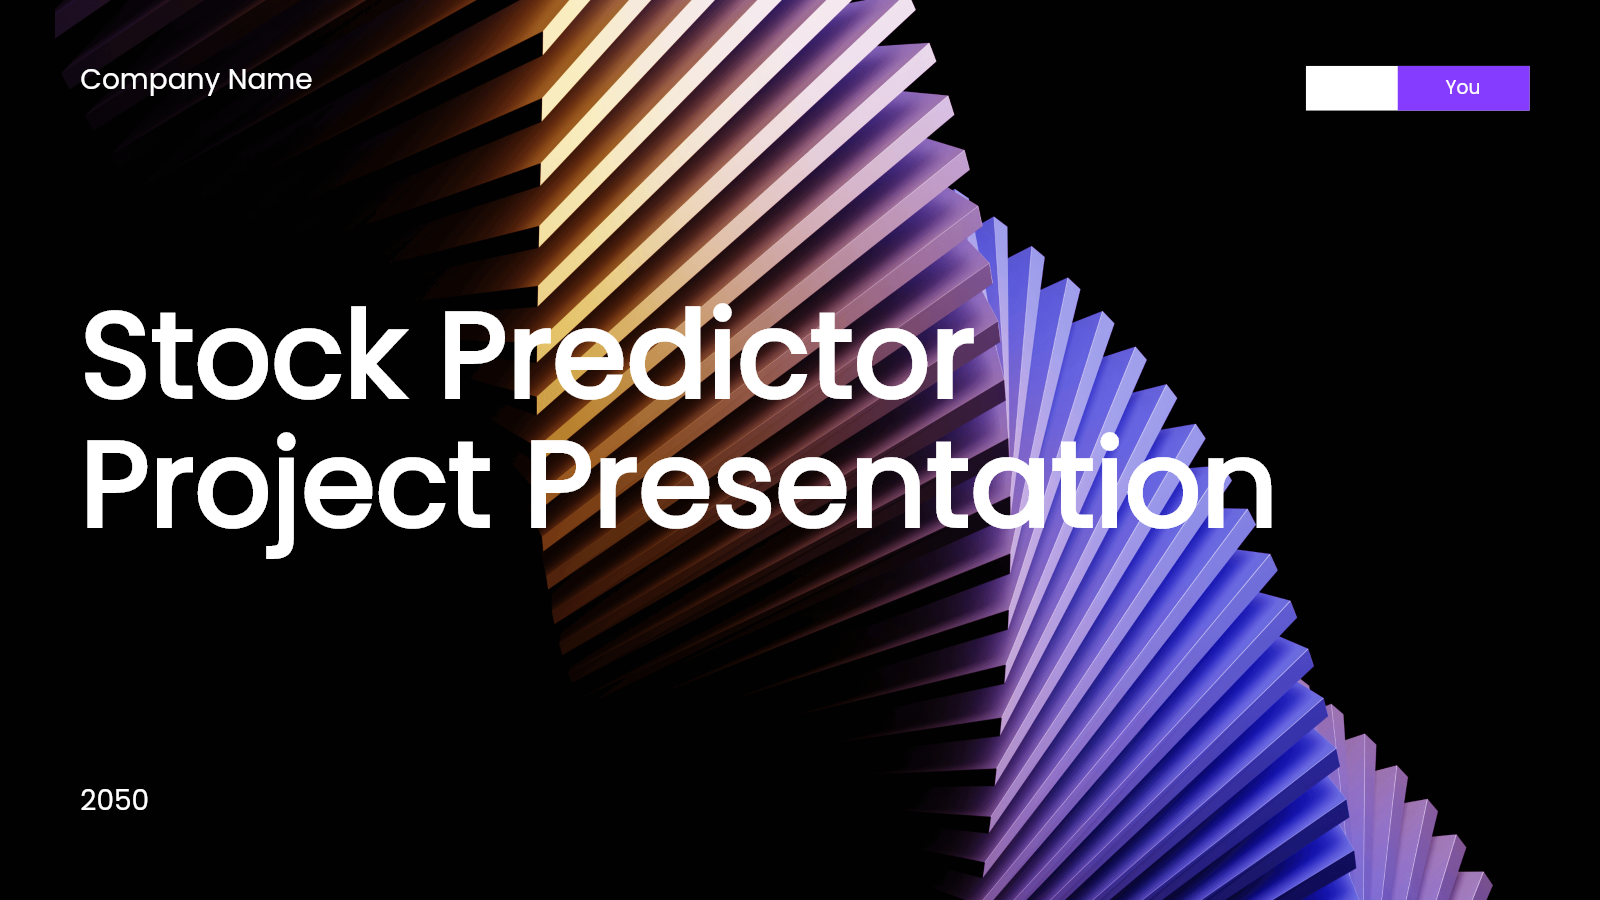 Company Name
You
Stock Predictor
Project Presentation
2050